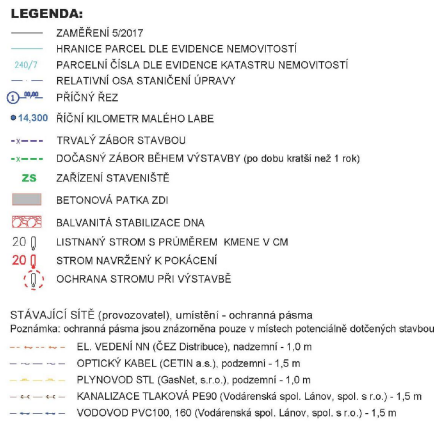 LEGENDA:
ZAMĚŘENÍ 5/2017
HRANICE PARCEL DLE EVIDENCE NEMOVITOSTÍ
240/7 PARCELNÍ ČÍSLA DLE EVIDENCE KATASTRU NEMOVITOSTÍ
RELATIVNÍ OSA STANIČENÍ ÚPRAVY
1 00,00 PŘÍČNÝ ŘEZ
14,300 ŘÍČNÍ KILOMETR MALÉHO LABE
x TRVALÝ ZÁBOR STAVBOU
x DOČASNÝ ZÁBOR BĚHEM VÝSTAVBY (po dobu kratší než 1 rok)
ZS ZAŘÍZENÍ STAVENIŠTĚ
BETONOVÁ PATKA ZDI
BALVANITÁ STABILIZACE DNA
20 LISTNANÝ STROM S PRŮMĚREM KMENE V CM
20 STROM NAVRŽENÝ K POKÁCENÍ
OCHRANA STROMU PŘI VÝSTAVBĚ
STÁVAJÍCÍ SÍTĚ (provozovatel), umístění - ochranná pásma
Poznámka: ochranná pásma jsou znázorněna pouze v místech potenciálně dotčených stavbou
EL. VEDENÍ NN (ČEZ Distribuce), nadzemní - 1,0 m
OPTICKÝ KABEL (CETIN a.s.), podzemní - 1,5 m
PLYNOVOD STL (GasNet, s.r.o.), podzemní - 1,0 m
KANALIZACE TLAKOVÁ PE90 (Vodárenská spol. Lánov, spol. s r.o.) - 1,5 m
VODOVOD PVC100, 160 (Vodárenská spol. Lánov, spol. s r.o.) - 1,5 m